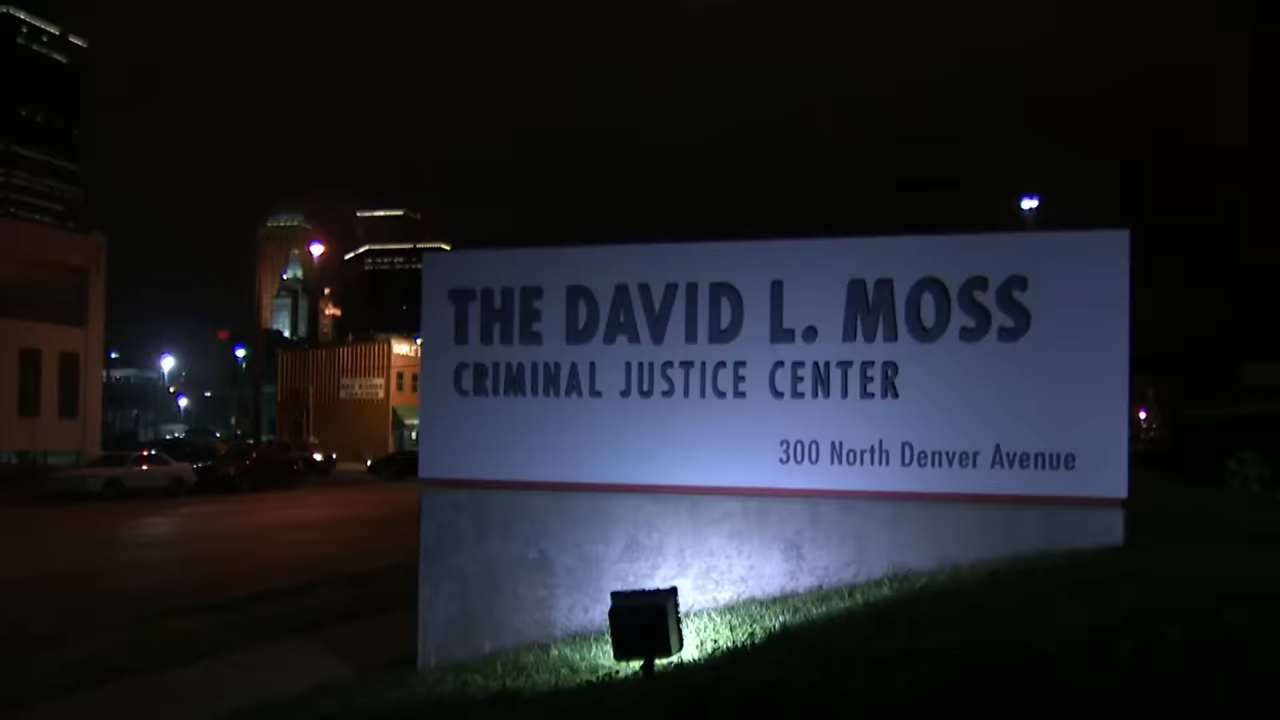 THE DAVID L. MOSS
CRIMINAL JUSTICE CENTER
300 North Denver Avenue